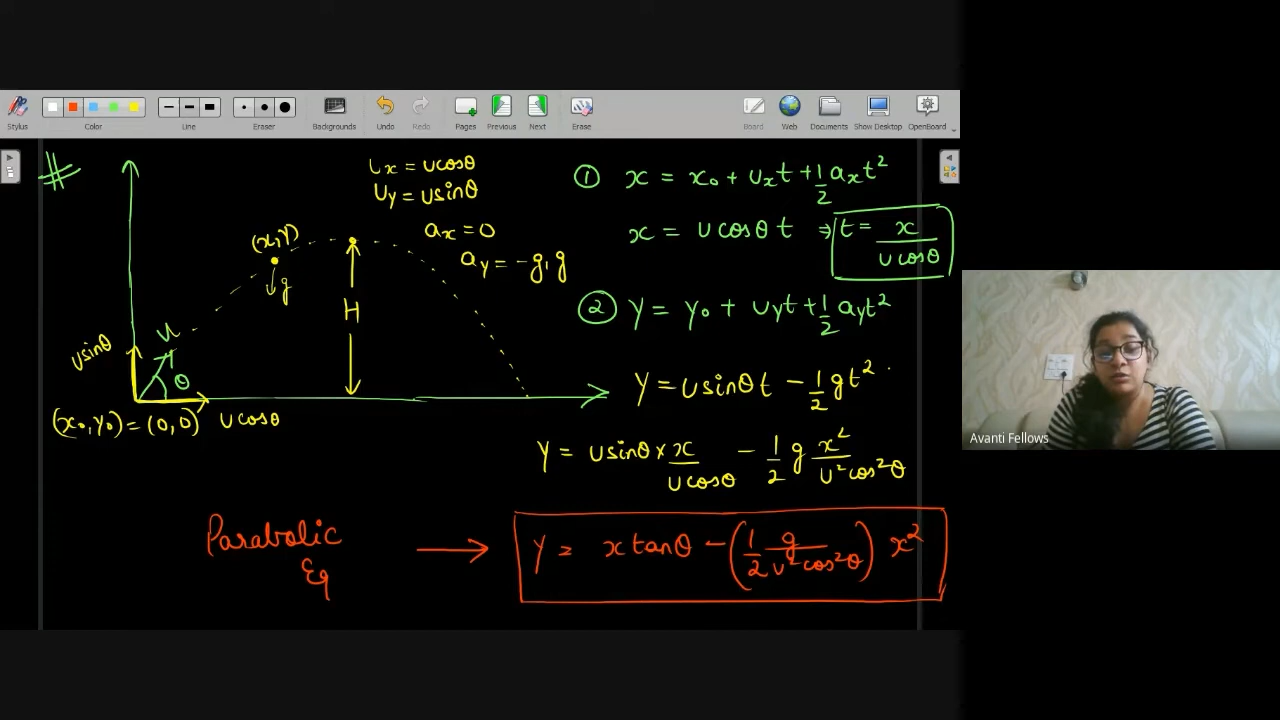 Stylus
Color
Line
Eraser
Backgrounds
Undo
Redo
Pages
Previous
Next
Erase
Board
Web
Documents
Show Desktop
OpenBoard
#
x = ucosθ
Uy = usinθ
ax = 0
ay = -g, g
(x,y)
g
H
u
usinθ
θ
(x₀, y₀) = (0, 0)
ucosθ
① x = x₀ + uxt + 1/2 axt²
x = ucosθ t ⇒ t = x/ucosθ
② y = y₀ + uyt + 1/2 ayt²
y = usinθt - 1/2 gt²
y = usinθ × x/ucosθ - 1/2 g x²/u²cos²θ
Parabolic
Eq
→ y = x tanθ - (1/2 g/u²cos²θ) x²
Avanti Fellows